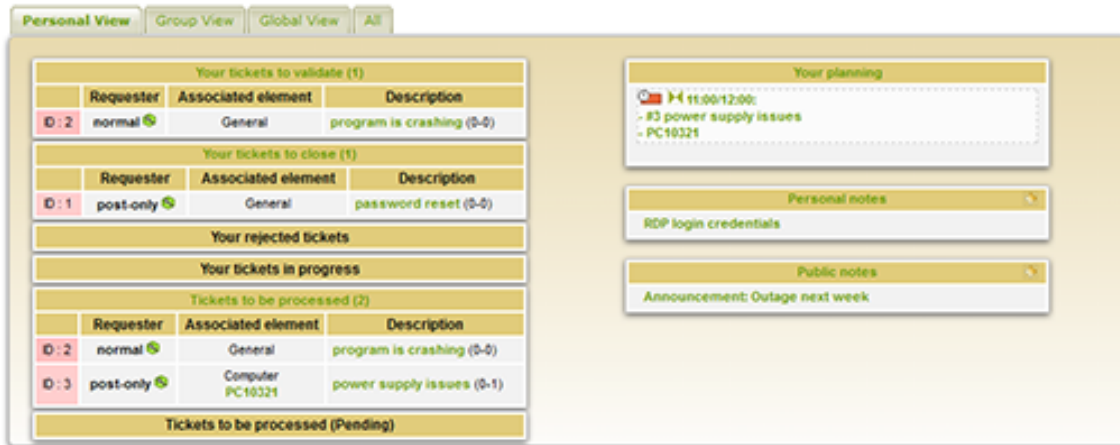 Personal View Group View Global View All
Your tickets to validate (1)
Requester Associated element Description
ID : 2 normal General program is crashing (0-0)
Your tickets to close (1)
Requester Associated element Description
ID : 1 post-only General password reset (0-0)
Your rejected tickets
Your tickets in progress
Tickets to be processed (2)
Requester Associated element Description
ID : 2 normal General program is crashing (0-0)
ID : 3 post-only Computer PC10321 power supply issues (0-1)
Tickets to be processed (Pending)
Your planning
11:00/12:00:
- #3 power supply issues
- PC10321
Personal notes
RDP login credentials
Public notes
Announcement: Outage next week